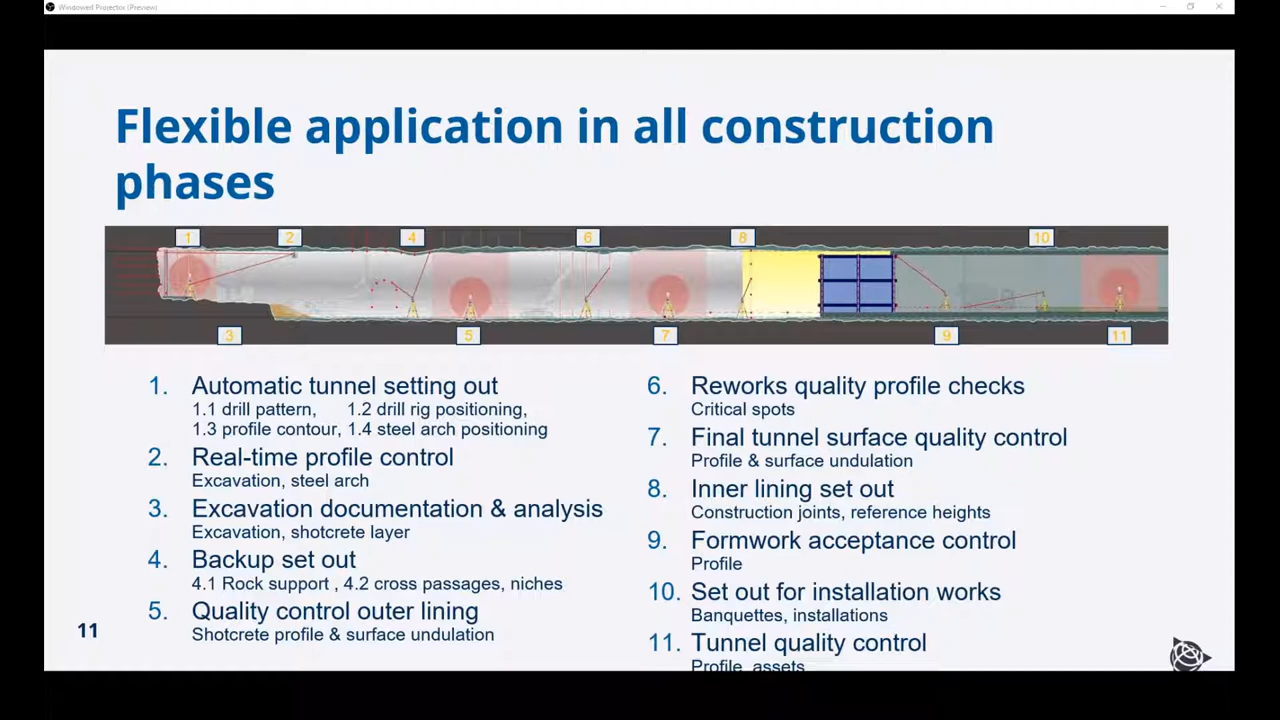 Windowed Projector (Preview)
Flexible application in all construction
phases
1 2 4 6 8 10
3 5 7 9 11
1. Automatic tunnel setting out
1.1 drill pattern, 1.2 drill rig positioning,
1.3 profile contour, 1.4 steel arch positioning
2. Real-time profile control
Excavation, steel arch
3. Excavation documentation & analysis
Excavation, shotcrete layer
4. Backup set out
4.1 Rock support , 4.2 cross passages, niches
5. Quality control outer lining
Shotcrete profile & surface undulation
6. Reworks quality profile checks
Critical spots
7. Final tunnel surface quality control
Profile & surface undulation
8. Inner lining set out
Construction joints, reference heights
9. Formwork acceptance control
Profile
10. Set out for installation works
Banquettes, installations
11. Tunnel quality control
Profile, assets
11